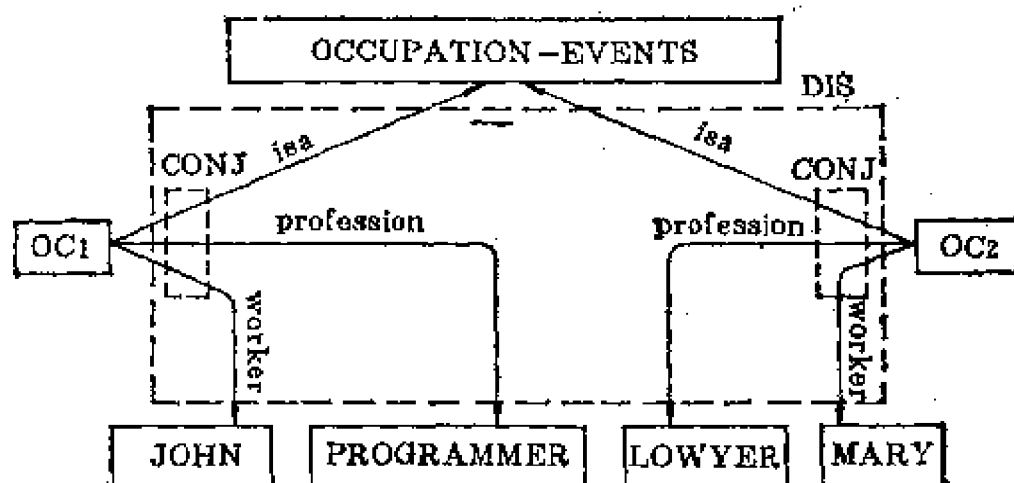 OCCUPATION-EVENTS
DIS
isa
isa
CONJ
CONJ
profession
profession
OC1
OC2
worker
worker
JOHN
PROGRAMMER
LOWYER
MARY